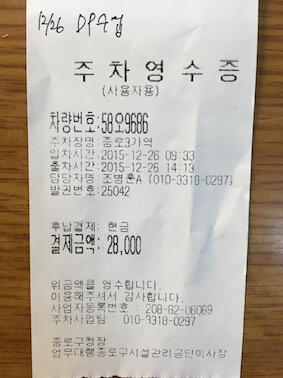 12/26
주차영수증
(사용자용)
차량번호:58오9686
주차장명:종로3가역
입차시간:2015-12-26 09:33
출차시간:2015-12-26 14:13
담당자명:조병훈A (010-3318-0297)
발권번호:25042
후납결제: 현금
결제금액: 28,000
위금액을 영수합니다.
이용해주셔서 감사합니다.
사업자등록번호 : 208-82-06069
주차사업팀 : 010-3318-0297
종로구청장
업무대행종로구시설관리공단이사장